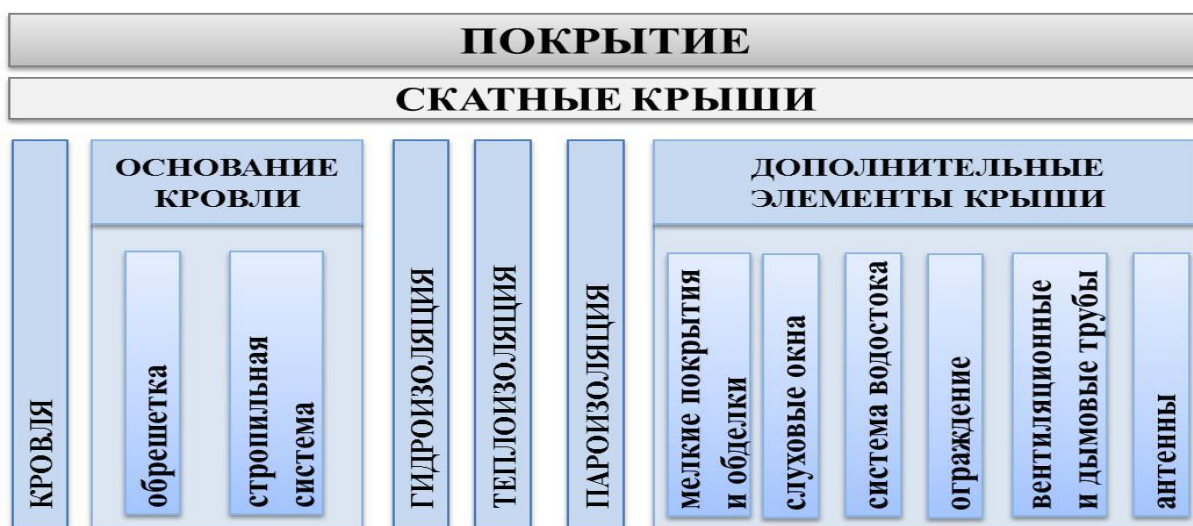 ПОКРЫТИЕ
СКАТНЫЕ КРЫШИ
КРОВЛЯ
ОСНОВАНИЕ
КРОВЛИ
обрешетка
стропильная
система
ГИДРОИЗОЛЯЦИЯ
ТЕПЛОИЗОЛЯЦИЯ
ПАРОИЗОЛЯЦИЯ
ДОПОЛНИТЕЛЬНЫЕ
ЭЛЕМЕНТЫ КРЫШИ
мелкие покрытия
и обделки
слуховые окна
система водостока
ограждение
вентиляционные
и дымовые трубы
антенны